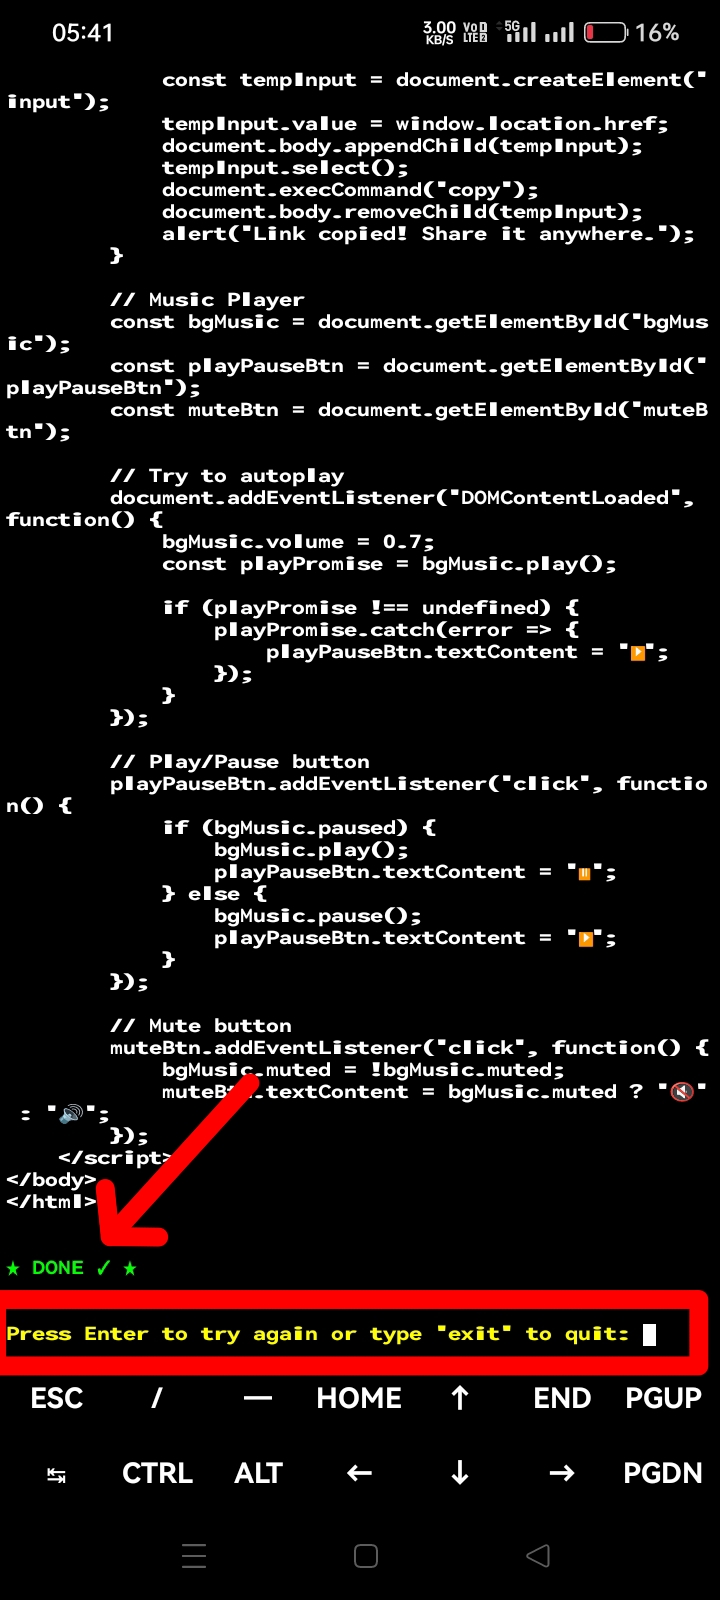 05:41 3.00 KB/S VoD LTE2 5G 16%
            const tempInput = document.createElement("
input");
            tempInput.value = window.location.href;
            document.body.appendChild(tempInput);
            tempInput.select();
            document.execCommand("copy");
            document.body.removeChild(tempInput);
            alert("Link copied! Share it anywhere.");
        }

        // Music Player
        const bgMusic = document.getElementById("bgMus
ic");
        const playPauseBtn = document.getElementById("
playPauseBtn");
        const muteBtn = document.getElementById("muteB
tn");

        // Try to autoplay
        document.addEventListener("DOMContentLoaded", 
function() {
            bgMusic.volume = 0.7;
            const playPromise = bgMusic.play();

            if (playPromise !== undefined) {
                playPromise.catch(error => {
                    playPauseBtn.textContent = "▶️";
                });
            }
        });

        // Play/Pause button
        playPauseBtn.addEventListener("click", functio
n() {
            if (bgMusic.paused) {
                bgMusic.play();
                playPauseBtn.textContent = "⏸️";
            } else {
                bgMusic.pause();
                playPauseBtn.textContent = "▶️";
            }
        });

        // Mute button
        muteBtn.addEventListener("click", function() {
            bgMusic.muted = !bgMusic.muted;
            muteBtn.textContent = bgMusic.muted ? "🔇"
 : "🔊";
        });
    </script>
</body>
</html>

★ DONE ✓ ★

Press Enter to try again or type "exit" to quit:
ESC / — HOME ↑ END PGUP
↹ CTRL ALT ← ↓ → PGDN